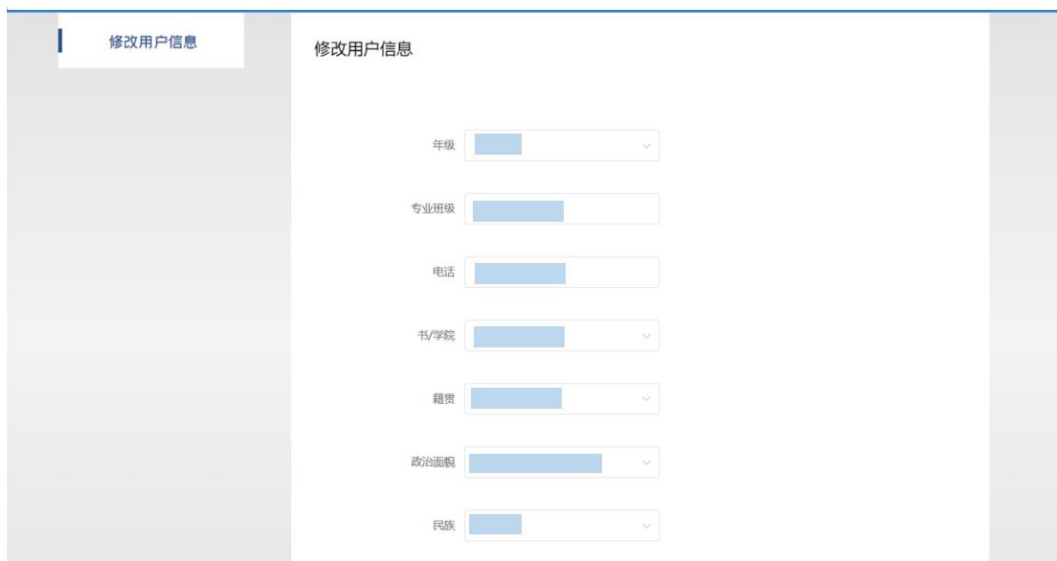 修改用户信息
修改用户信息
年级
专业班级
电话
书/学院
籍贯
政治面貌
民族